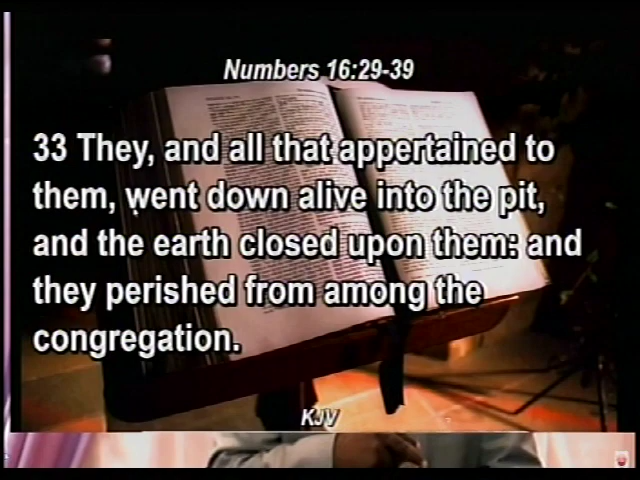 Numbers 16:29-39
33 They, and all that appertained to
them, went down alive into the pit,
and the earth closed upon them: and
they perished from among the
congregation.
KJV